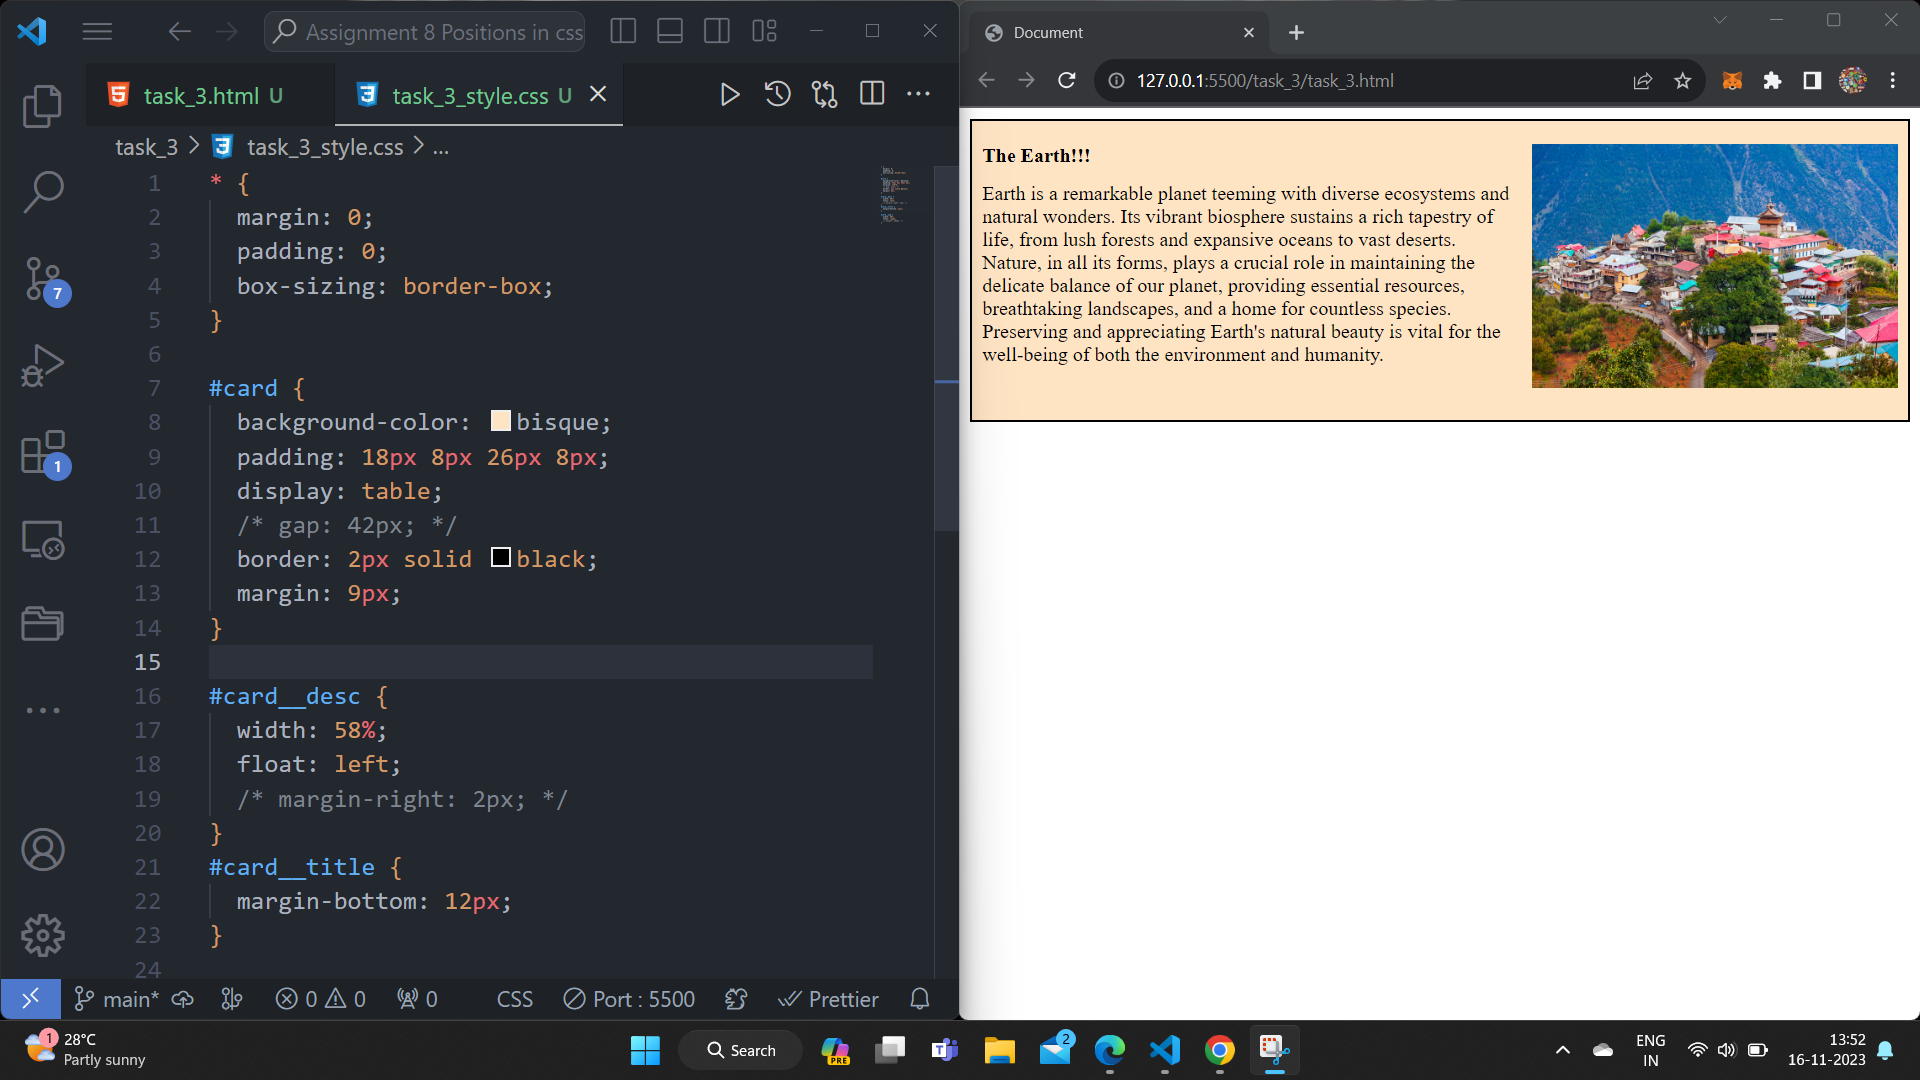 Assignment 8 Positions in css
task_3.html U
task_3_style.css U
task_3 > task_3_style.css > ...
1 * {
2 margin: 0;
3 padding: 0;
4 box-sizing: border-box;
5 }
6
7 #card {
8 background-color: bisque;
9 padding: 18px 8px 26px 8px;
10 display: table;
11 /* gap: 42px; */
12 border: 2px solid black;
13 margin: 9px;
14 }
15
16 #card__desc {
17 width: 58%;
18 float: left;
19 /* margin-right: 2px; */
20 }
21 #card__title {
22 margin-bottom: 12px;
23 }
24
7
1
main* 0 0 0 CSS Port : 5500 Prettier
Document
127.0.0.1:5500/task_3/task_3.html
The Earth!!!
Earth is a remarkable planet teeming with diverse ecosystems and
natural wonders. Its vibrant biosphere sustains a rich tapestry of
life, from lush forests and expansive oceans to vast deserts.
Nature, in all its forms, plays a crucial role in maintaining the
delicate balance of our planet, providing essential resources,
breathtaking landscapes, and a home for countless species.
Preserving and appreciating Earth's natural beauty is vital for the
well-being of both the environment and humanity.
1
28°C
Partly sunny
Search
PRE
2
ENG
IN
13:52
16-11-2023